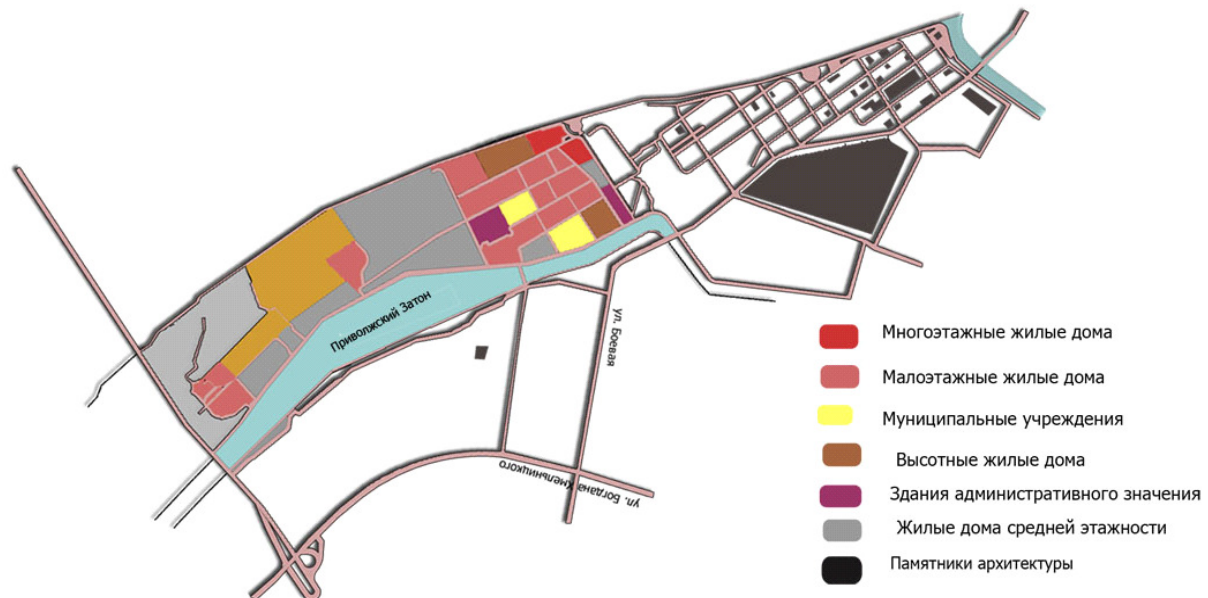 Приволжский Затон
ул. Боевая
ул. Богдана Хмельницкого
Многоэтажные жилые дома
Малоэтажные жилые дома
Муниципальные учреждения
Высотные жилые дома
Здания административного значения
Жилые дома средней этажности
Памятники архитектуры